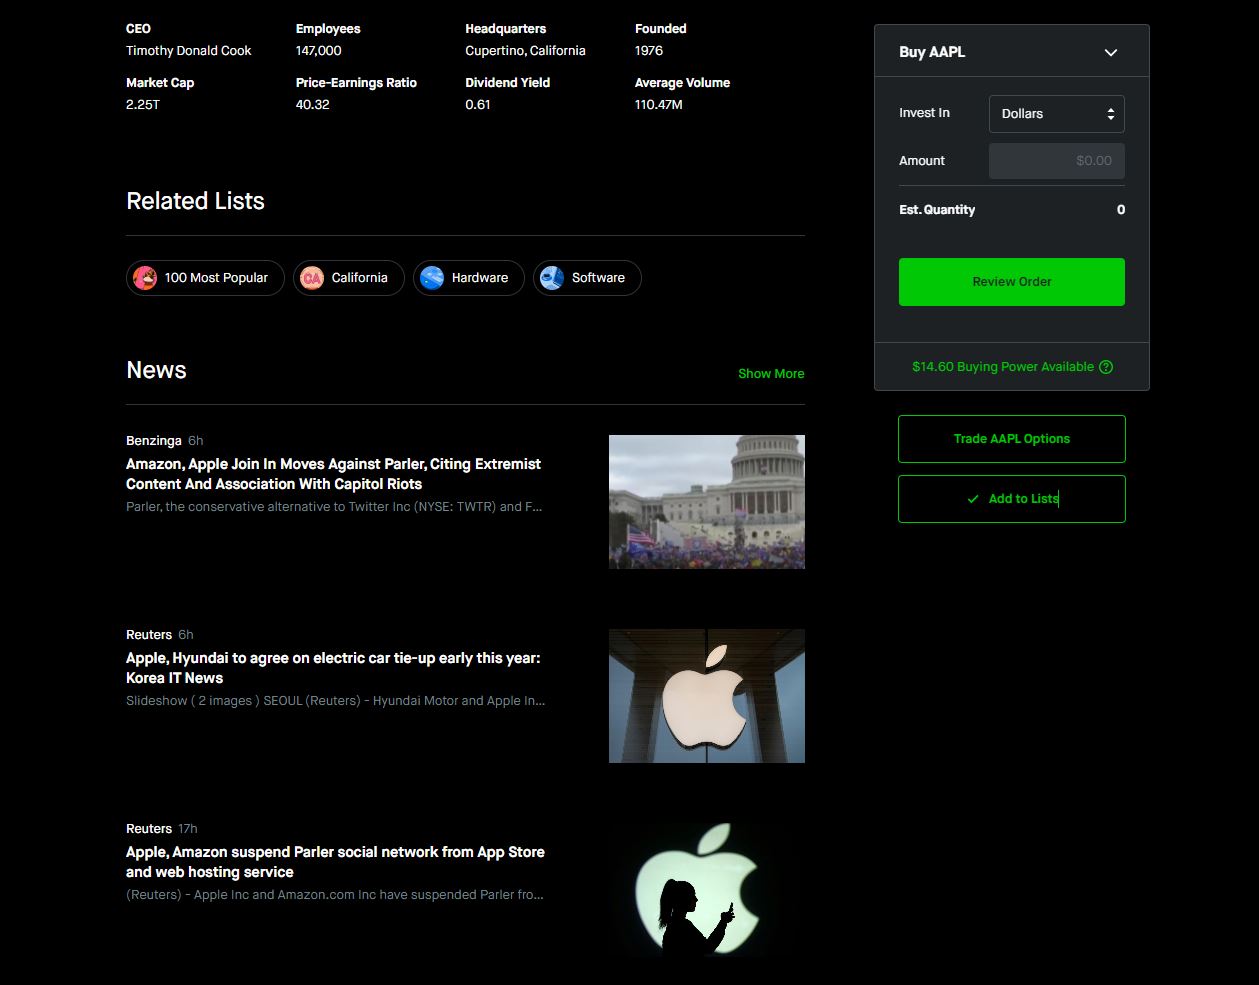 CEO
Employees
Headquarters
Founded
Timothy Donald Cook
147,000
Cupertino, California
1976
Market Cap
Price-Earnings Ratio
Dividend Yield
Average Volume
2.25T
40.32
0.61
110.47M
Related Lists
100 Most Popular
CA
California
Hardware
Software
News
Show More
Benzinga 6h
Amazon, Apple Join In Moves Against Parler, Citing Extremist
Content And Association With Capitol Riots
Parler, the conservative alternative to Twitter Inc (NYSE: TWTR) and F...
Reuters 6h
Apple, Hyundai to agree on electric car tie-up early this year:
Korea IT News
Slideshow ( 2 images ) SEOUL (Reuters) - Hyundai Motor and Apple In...
Reuters 17h
Apple, Amazon suspend Parler social network from App Store
and web hosting service
(Reuters) - Apple Inc and Amazon.com Inc have suspended Parler fro...
Buy AAPL
Invest In
Dollars
Amount
$0.00
Est. Quantity
0
Review Order
$14.60 Buying Power Available
Trade AAPL Options
Add to Lists